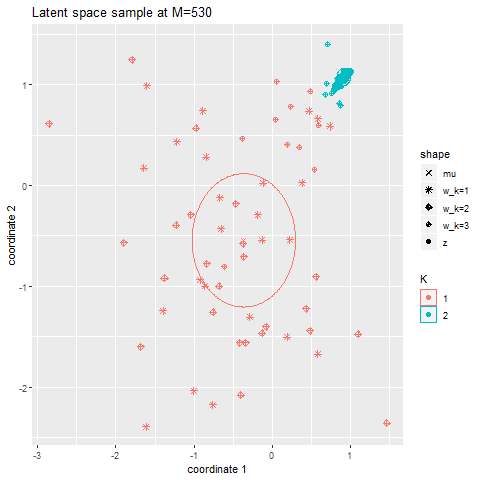 Latent space sample at M=530
1
0
-1
-2
coordinate 2
-3
-2
-1
0
1
coordinate 1
shape
mu
w_k=1
w_k=2
w_k=3
z
K
1
2